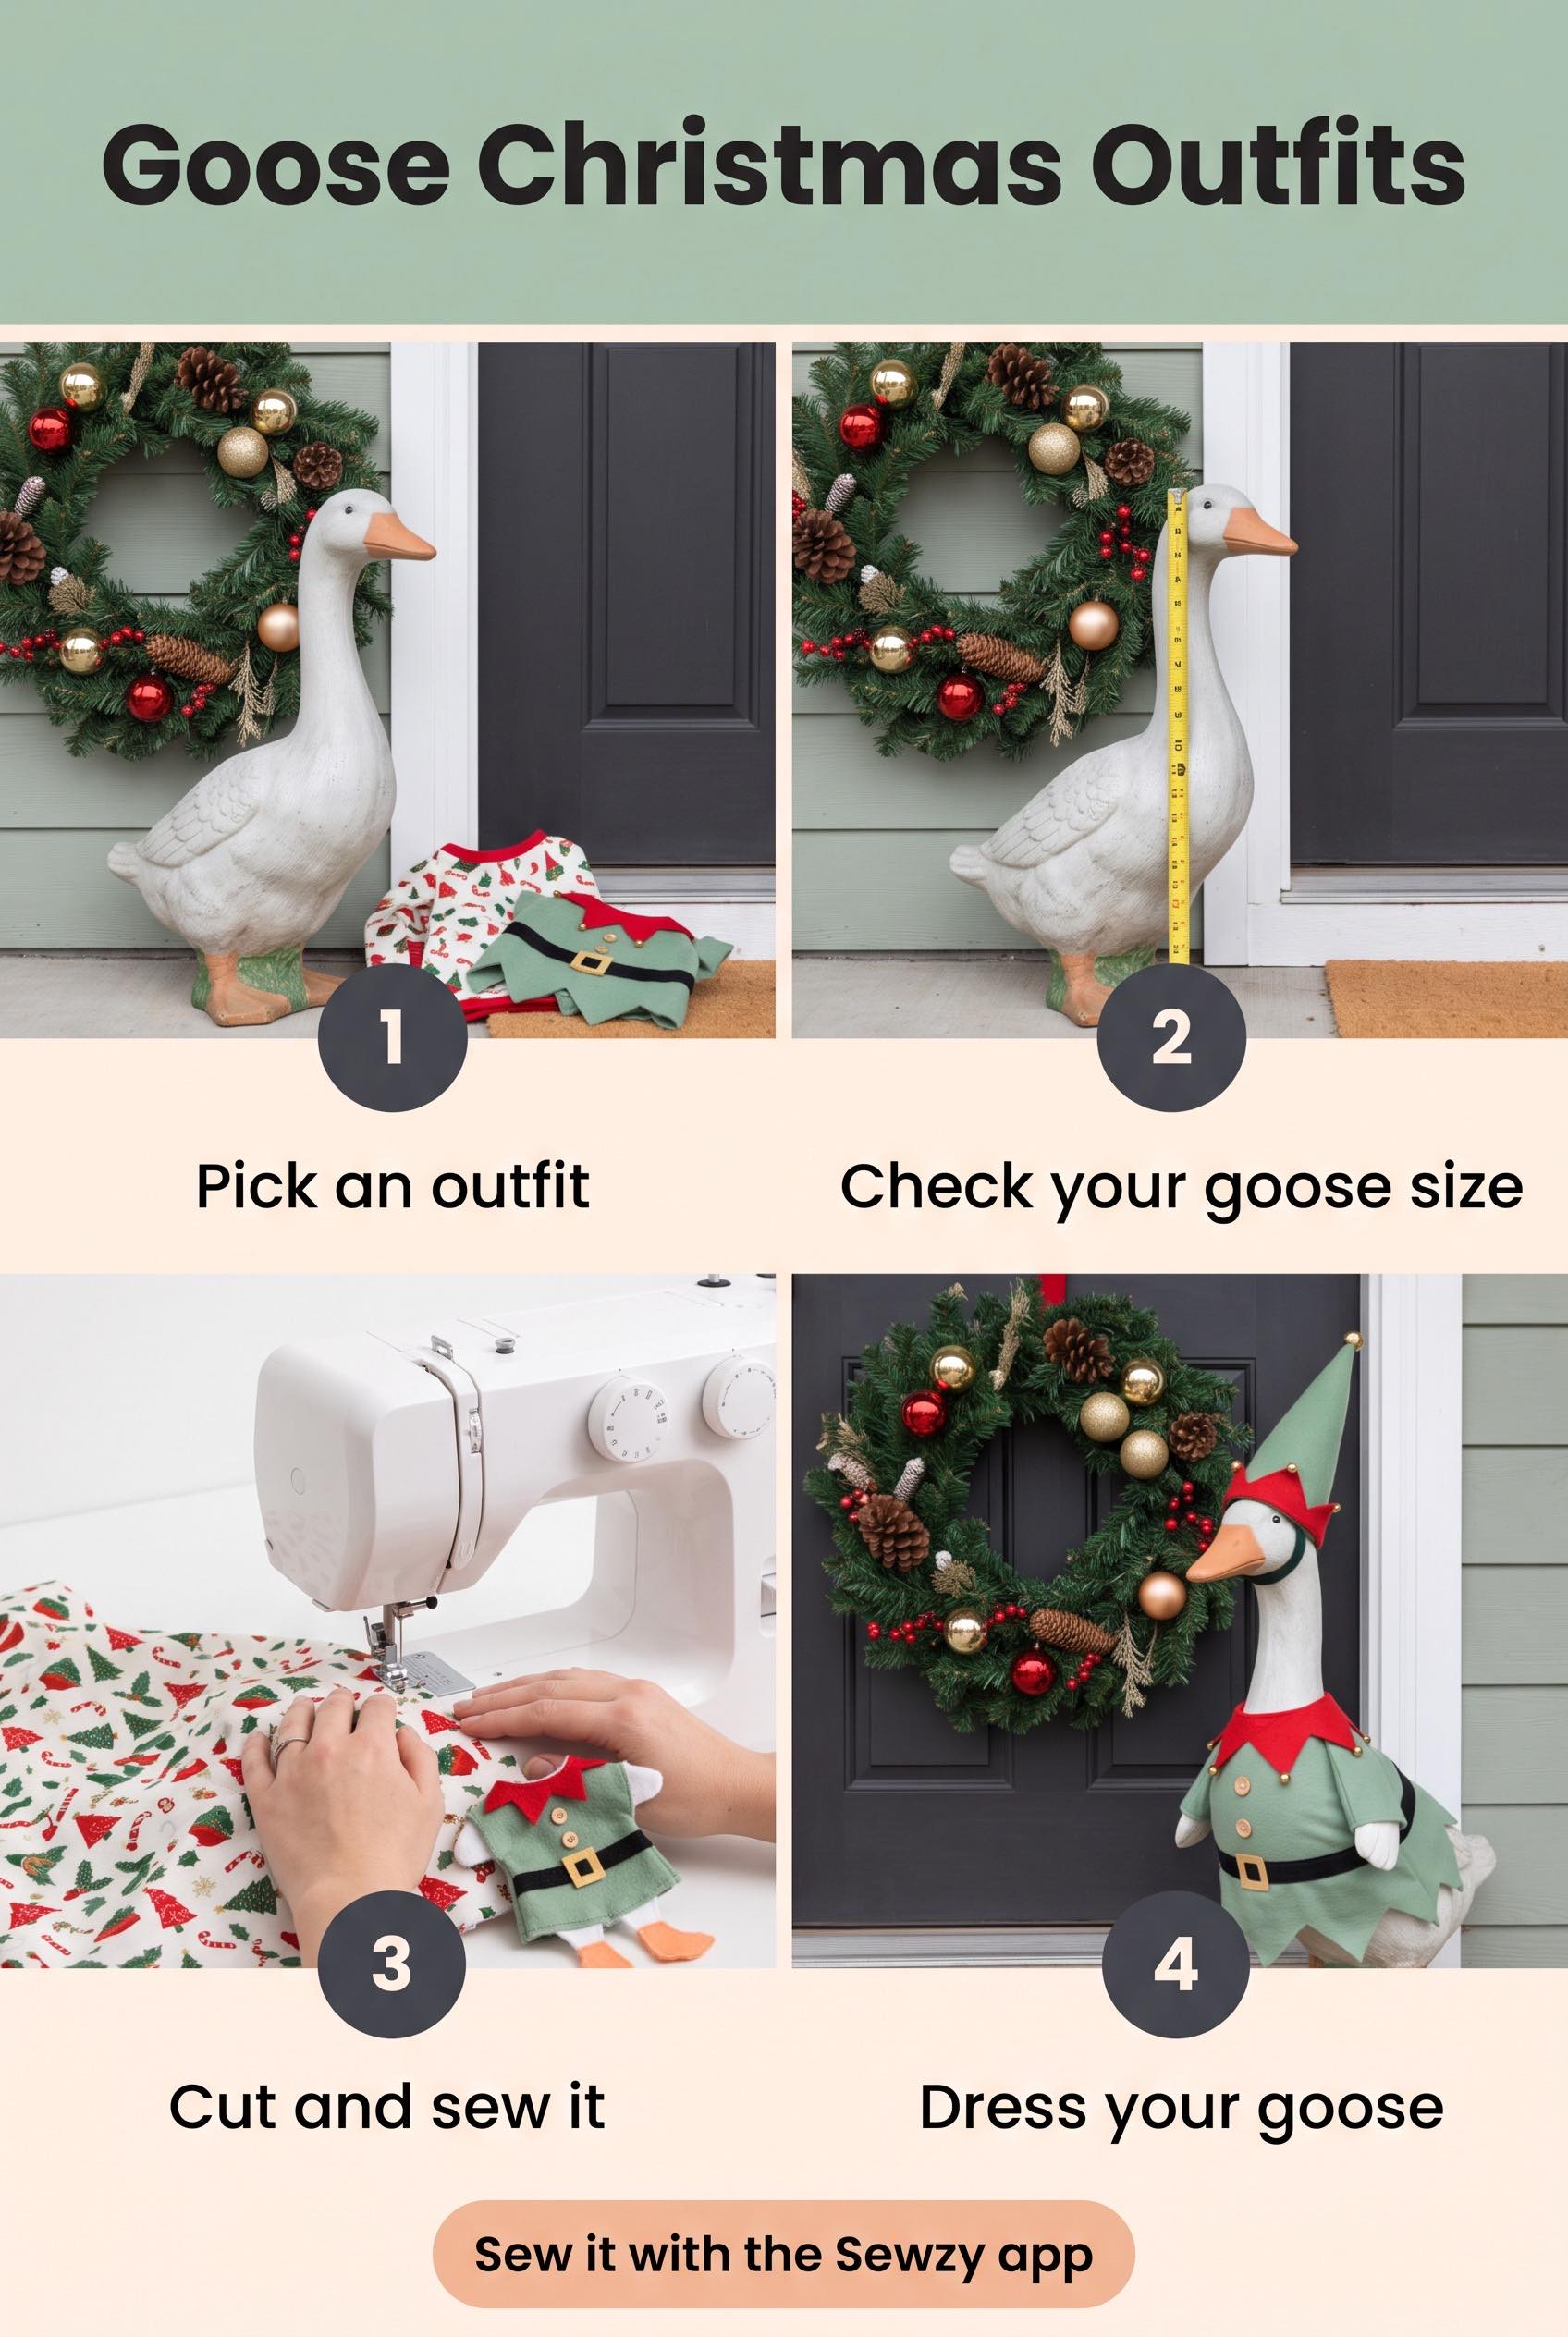 Goose Christmas Outfits
1
Pick an outfit
2
Check your goose size
3
Cut and sew it
4
Dress your goose
Sew it with the Sewzy app